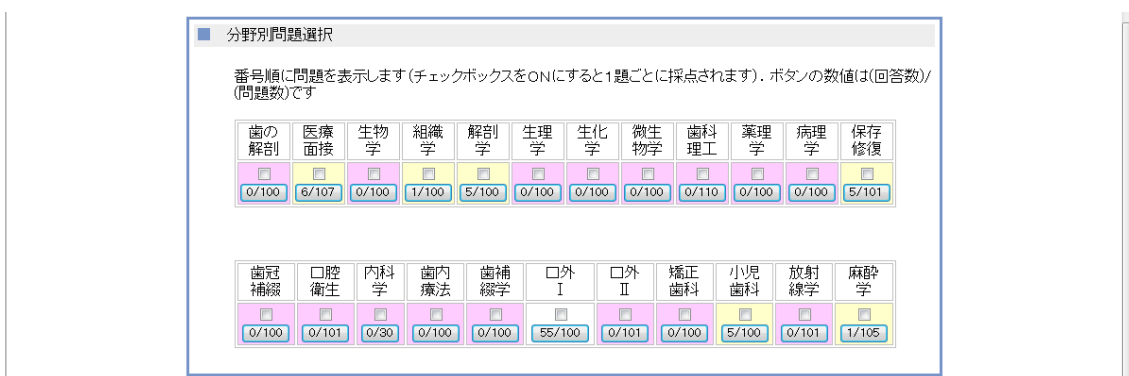 分野別問題選択
番号順に問題を表示します(チェックボックスをONにすると1題ごとに採点されます). ボタンの数値は(回答数)/
(問題数)です
歯の 医療 生物 組織 解剖 生理 生化 微生 歯科 薬理 病理 保存
解剖 面接 学 学 学 学 学 物学 理工 学 学 修復
0/100 6/107 0/100 1/100 5/100 0/100 0/100 0/100 0/110 0/100 0/100 5/101
歯冠 口腔 内科 歯内 歯補 口外 口外 矯正 小児 放射 麻酔
補綴 衛生 学 療法 綴学 I II 歯科 歯科 線学 学
0/100 0/101 0/30 0/100 0/100 55/100 0/101 0/100 5/100 0/101 1/105